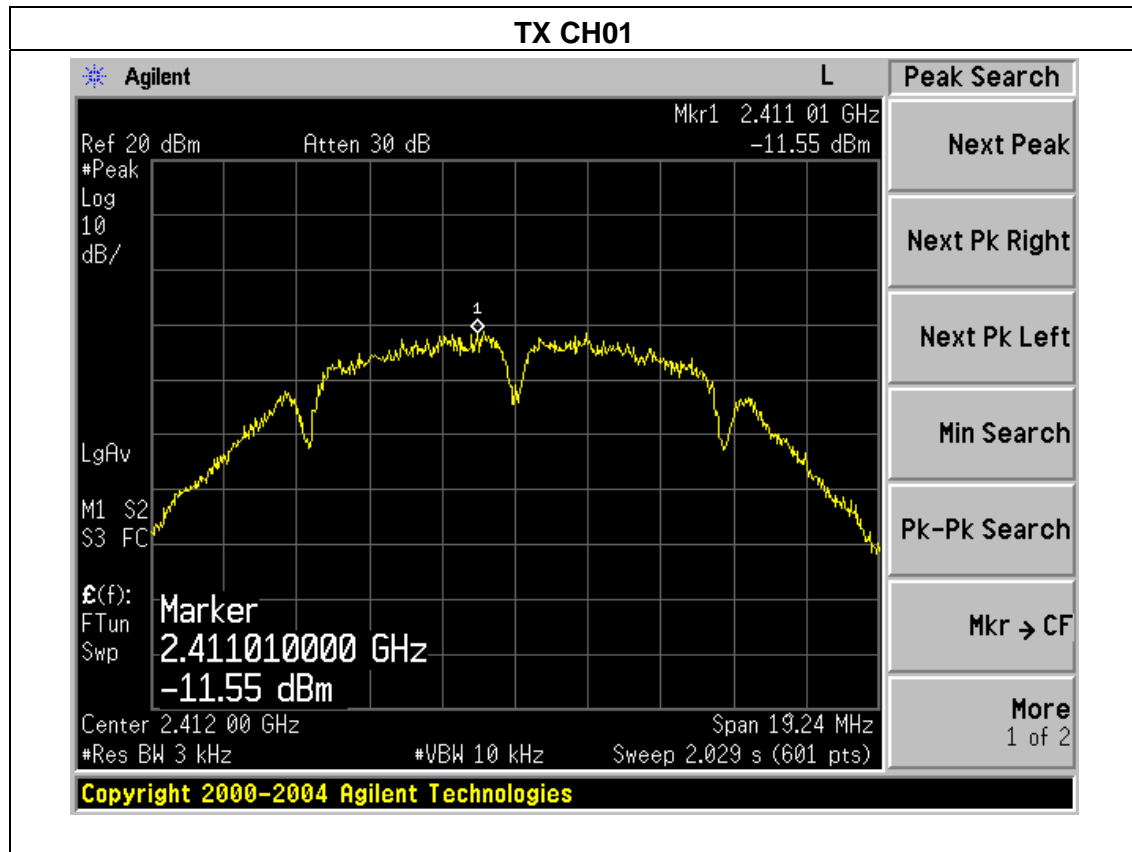 TX CH01
Agilent L Peak Search
Mkr1 2.411 01 GHz
Ref 20 dBm Atten 30 dB -11.55 dBm
#Peak
Log
10
dB/
1
LgAv
M1 S2
S3 FC
£(f):
FTun
Swp
Marker
2.411010000 GHz
-11.55 dBm
Center 2.412 00 GHz Span 19.24 MHz
#Res BW 3 kHz #VBW 10 kHz Sweep 2.029 s (601 pts)
Next Peak
Next Pk Right
Next Pk Left
Min Search
Pk-Pk Search
Mkr → CF
More
1 of 2
Copyright 2000-2004 Agilent Technologies